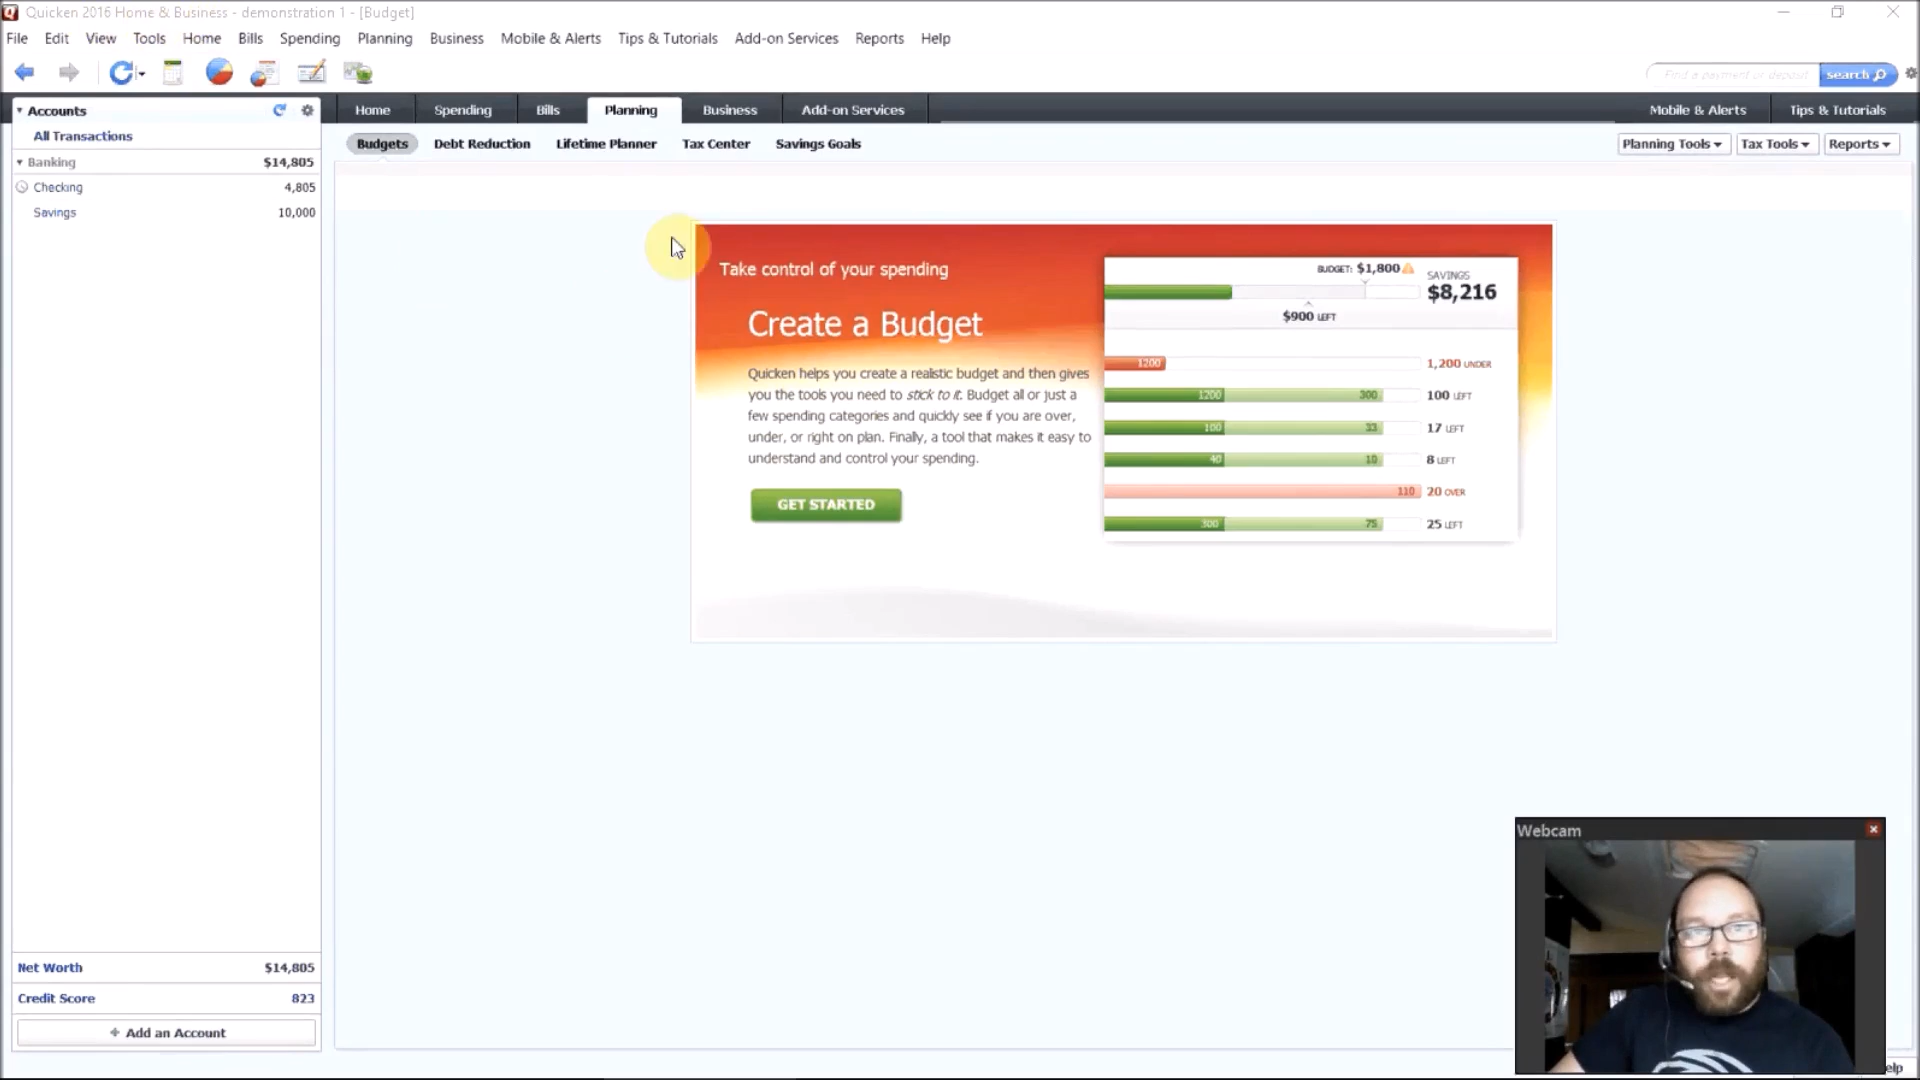 Quicken 2016 Home & Business - demonstration 1 - [Budget]
File Edit View Tools Home Bills Spending Planning Business Mobile & Alerts Tips & Tutorials Add-on Services Reports Help
Find a payment or deposit search
Accounts
Home Spending Bills Planning Business Add-on Services Mobile & Alerts Tips & Tutorials
All Transactions
Budgets Debt Reduction Lifetime Planner Tax Center Savings Goals Planning Tools Tax Tools Reports
Banking $14,805
Checking 4,805
Savings 10,000
Take control of your spending
Create a Budget
Quicken helps you create a realistic budget and then gives
you the tools you need to stick to it. Budget all or just a
few spending categories and quickly see if you are over,
under, or right on plan. Finally, a tool that makes it easy to
understand and control your spending.
GET STARTED
BUDGET: $1,800
SAVINGS
$8,216
$900 LEFT
1200 1,200 UNDER
1200 300 100 LEFT
100 33 17 LEFT
40 10 8 LEFT
110 20 OVER
300 75 25 LEFT
Webcam
Net Worth $14,805
Credit Score 823
+ Add an Account
elp